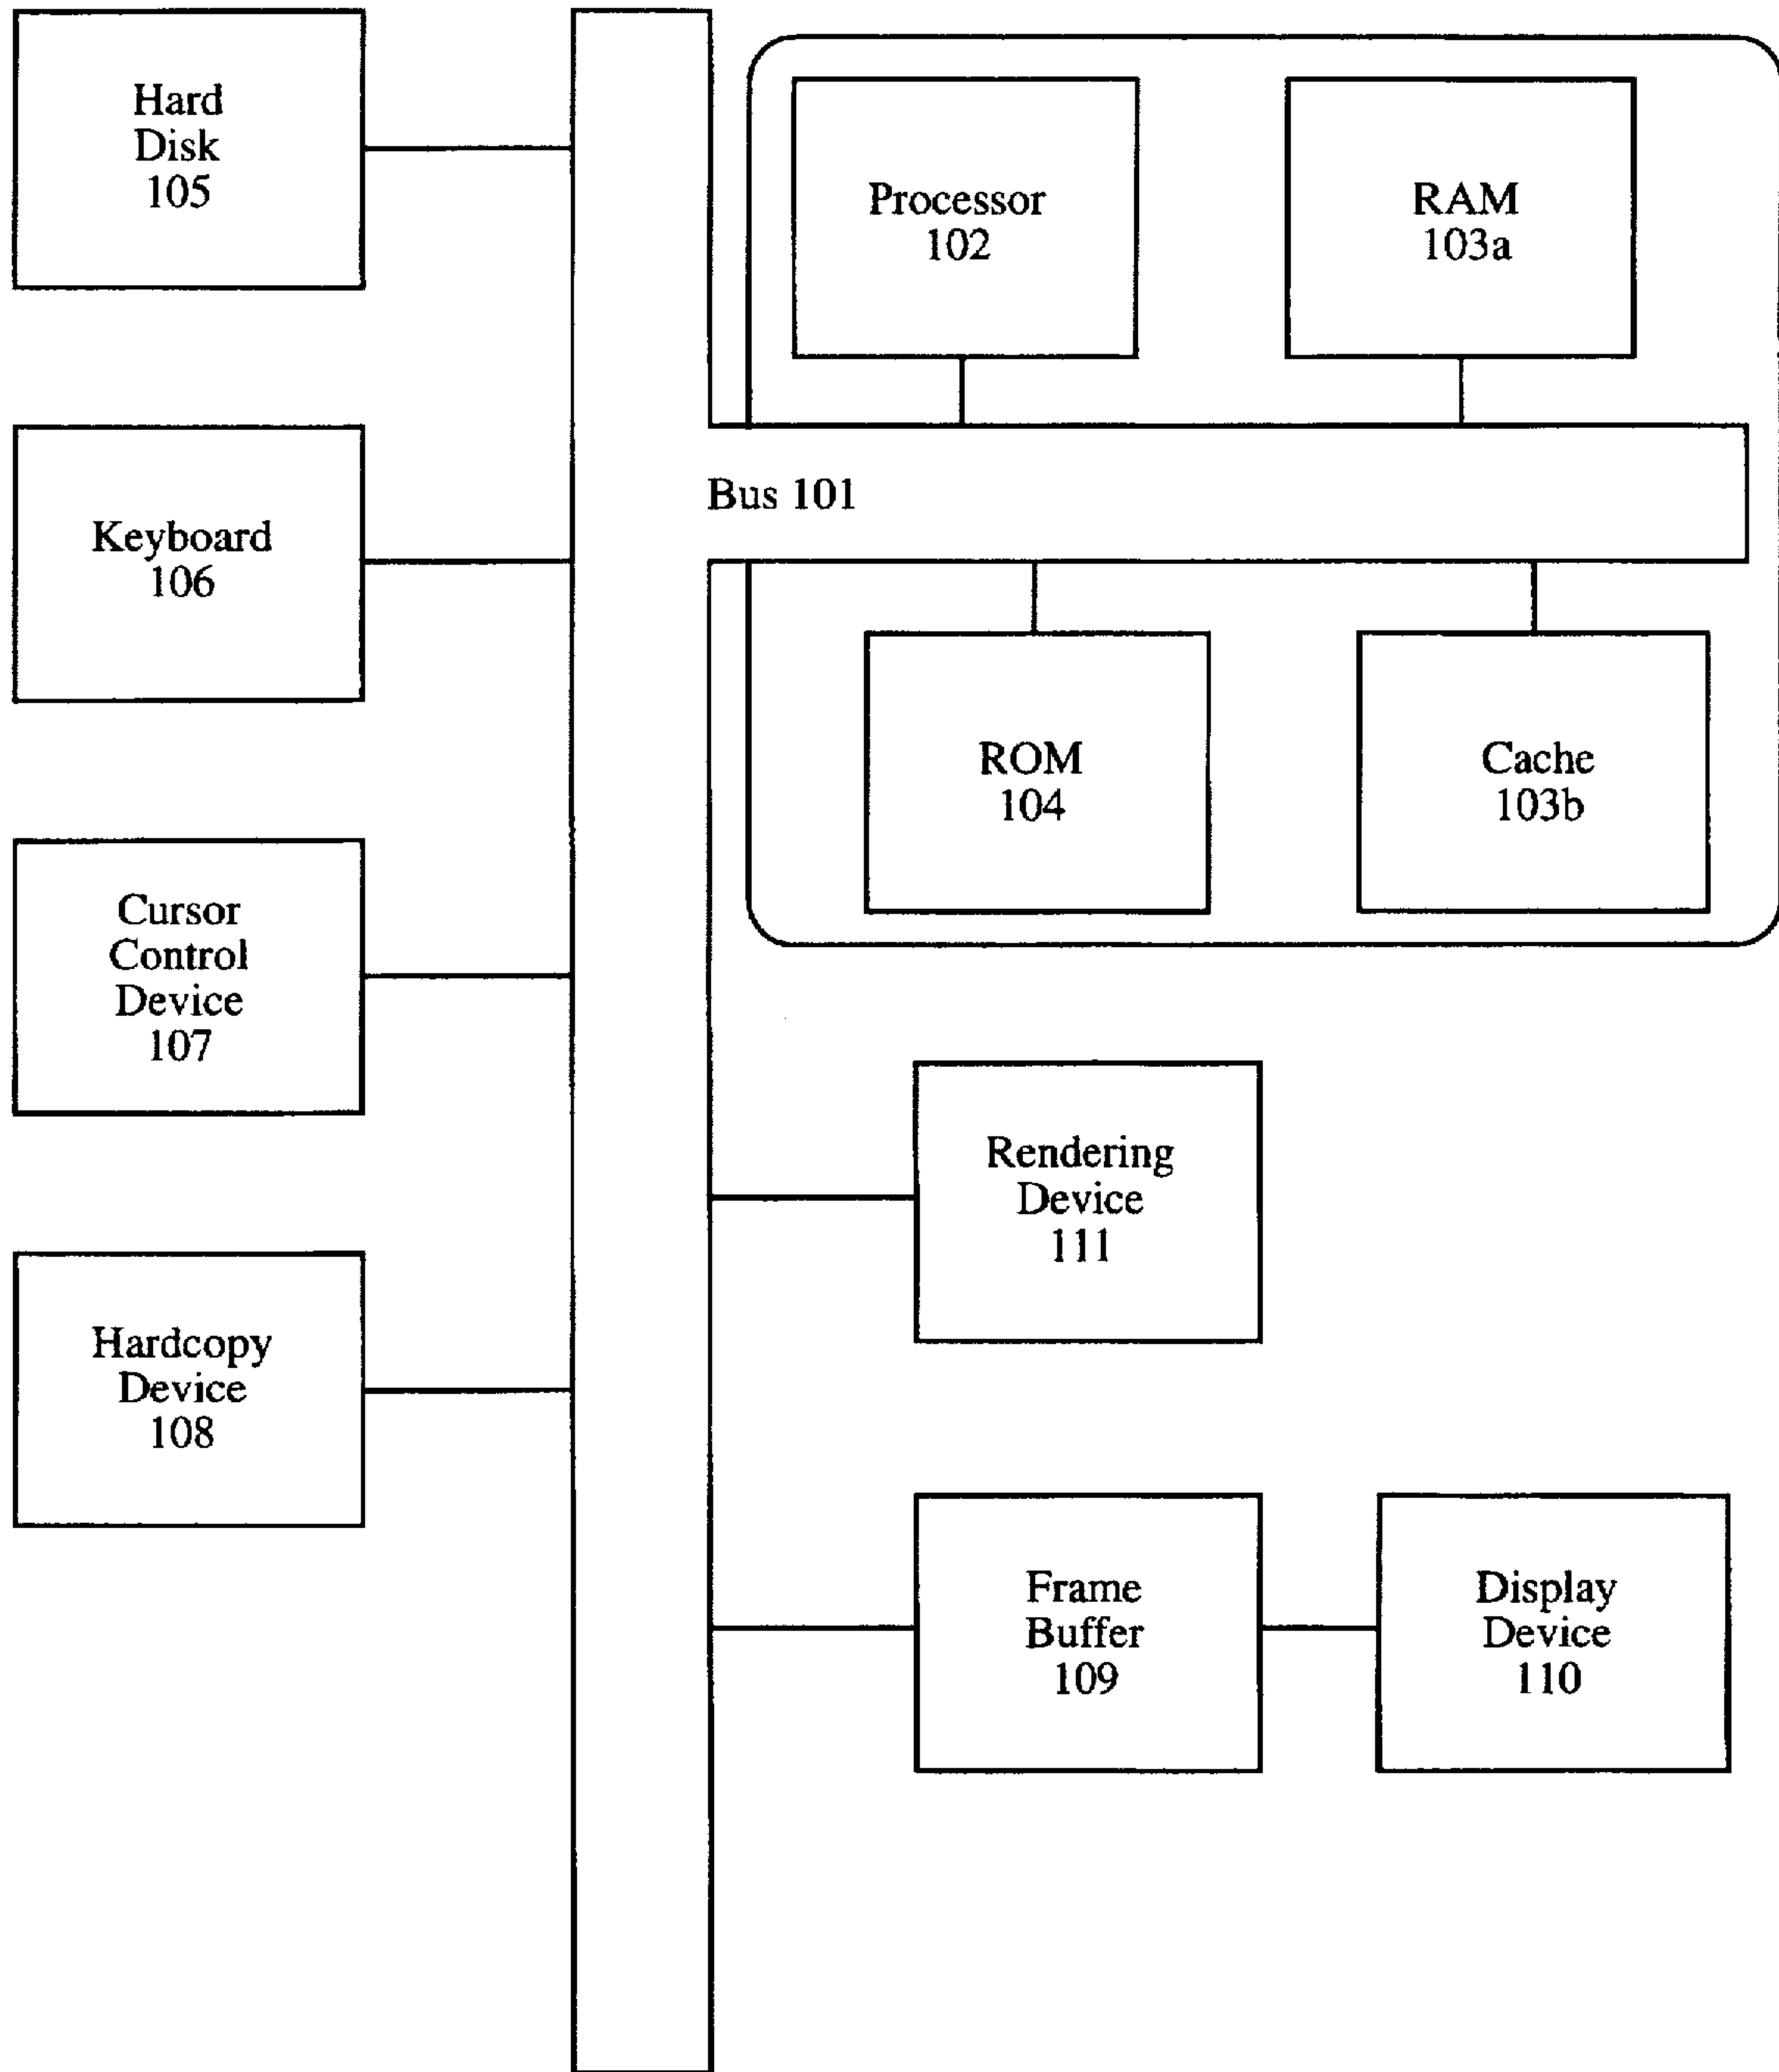 Hard
Disk
105
Processor
102
RAM
103a
Bus 101
Keyboard
106
ROM
104
Cache
103b
Cursor
Control
Device
107
Rendering
Device
111
Hardcopy
Device
108
Frame
Buffer
109
Display
Device
110